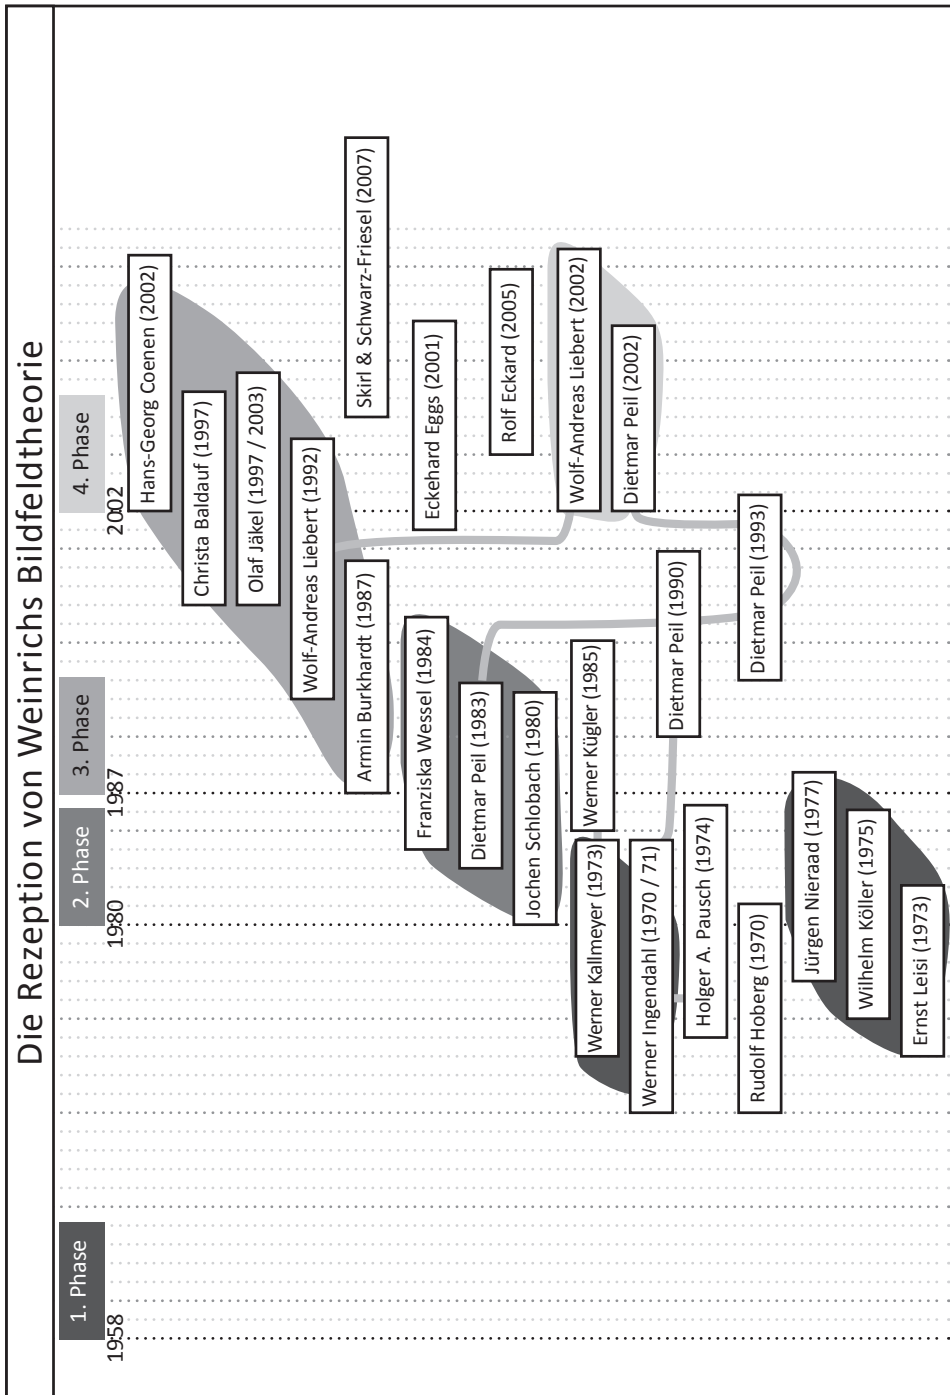 Die Rezeption von Weinrichs Bildfeldtheorie
1. Phase
2. Phase
3. Phase
4. Phase
1958
1980
1987
2002
Hans-Georg Coenen (2002)
Christa Baldauf (1997)
Olaf Jäkel (1997 / 2003)
Wolf-Andreas Liebert (1992)
Armin Burkhardt (1987)
Skirl & Schwarz-Friesel (2007)
Franziska Wessel (1984)
Eckehard Eggs (2001)
Dietmar Peil (1983)
Rolf Eckard (2005)
Jochen Schlobach (1980)
Wolf-Andreas Liebert (2002)
Werner Kallmeyer (1973)
Werner Kügler (1985)
Dietmar Peil (2002)
Werner Ingendahl (1970 / 71)
Dietmar Peil (1990)
Holger A. Pausch (1974)
Rudolf Hoberg (1970)
Dietmar Peil (1993)
Jürgen Nieraad (1977)
Wilhelm Köller (1975)
Ernst Leisi (1973)